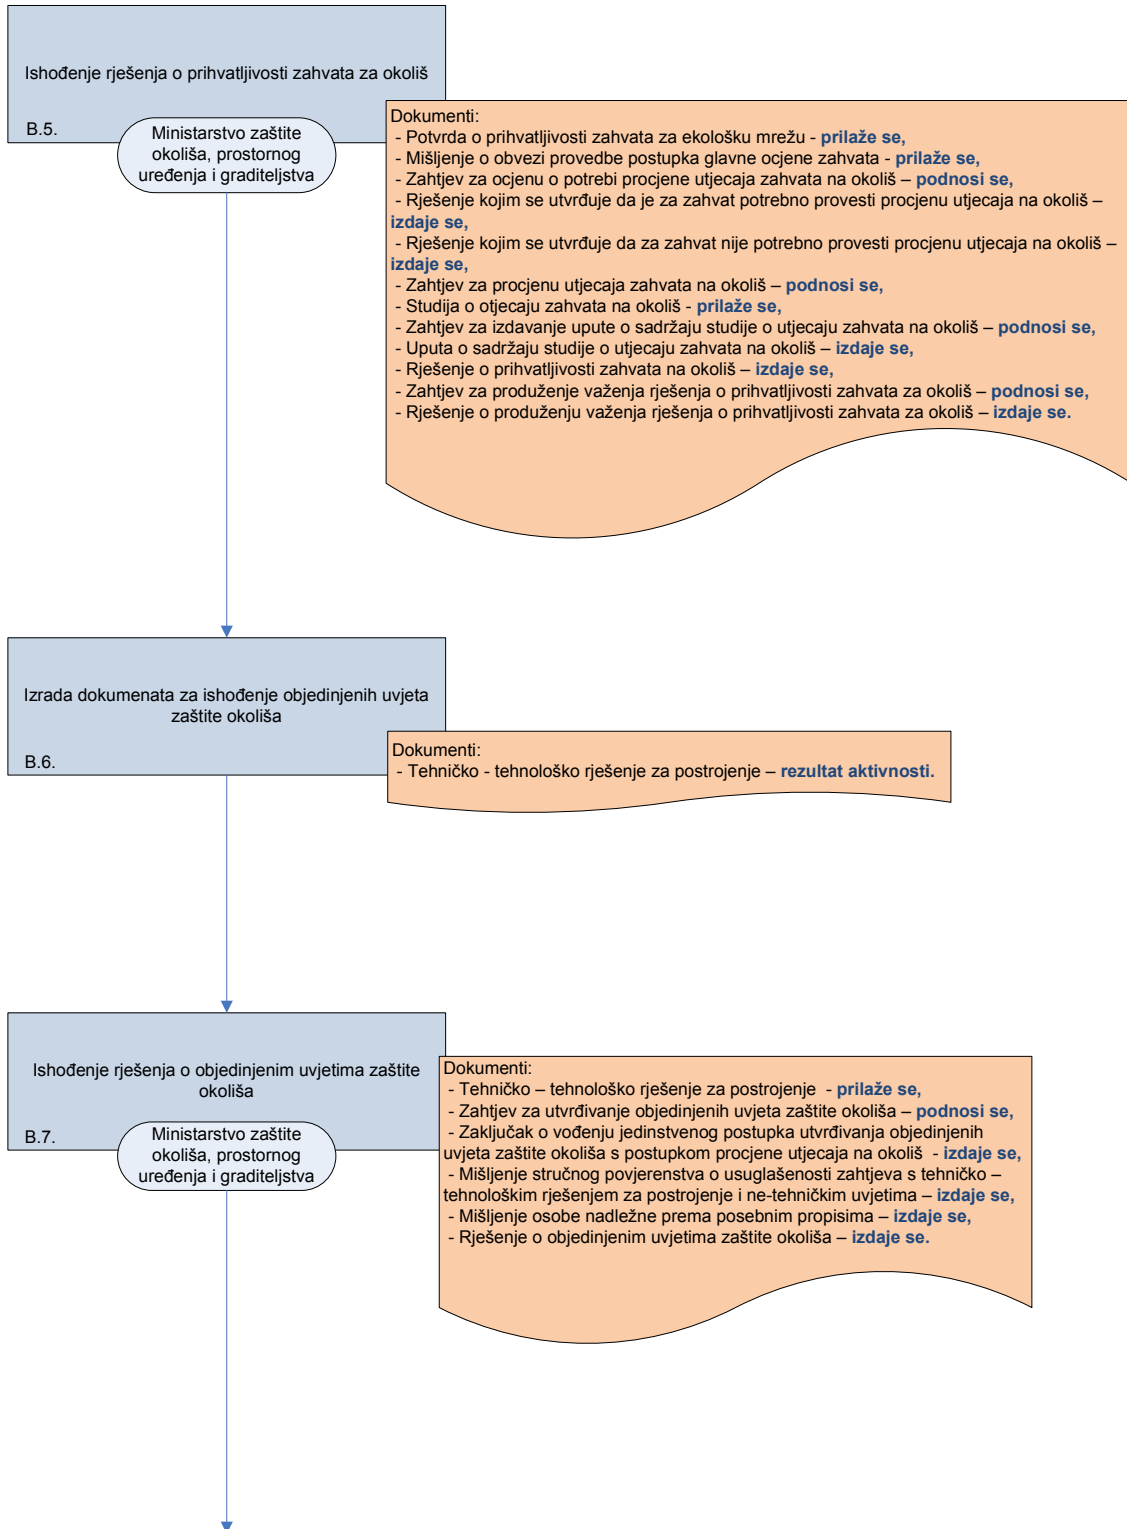 Ishođenje rješenja o prihvatljivosti zahvata za okoliš
B.5.
Ministarstvo zaštite
okoliša, prostornog
uređenja i graditeljstva
Dokumenti:
- Potvrda o prihvatljivosti zahvata za ekološku mrežu - prilaže se,
- Mišljenje o obvezi provedbe postupka glavne ocjene zahvata - prilaže se,
- Zahtjev za ocjenu o potrebi procjene utjecaja zahvata na okoliš – podnosi se,
- Rješenje kojim se utvrđuje da je za zahvat potrebno provesti procjenu utjecaja na okoliš –
izdaje se,
- Rješenje kojim se utvrđuje da za zahvat nije potrebno provesti procjenu utjecaja na okoliš –
izdaje se,
- Zahtjev za procjenu utjecaja zahvata na okoliš – podnosi se,
- Studija o otjecaju zahvata na okoliš - prilaže se,
- Zahtjev za izdavanje upute o sadržaju studije o utjecaju zahvata na okoliš – podnosi se,
- Uputa o sadržaju studije o utjecaju zahvata na okoliš – izdaje se,
- Rješenje o prihvatljivosti zahvata na okoliš – izdaje se,
- Zahtjev za produženje važenja rješenja o prihvatljivosti zahvata za okoliš – podnosi se,
- Rješenje o produženju važenja rješenja o prihvatljivosti zahvata za okoliš – izdaje se.
Izrada dokumenata za ishođenje objedinjenih uvjeta
zaštite okoliša
B.6.
Dokumenti:
- Tehničko - tehnološko rješenje za postrojenje – rezultat aktivnosti.
Ishođenje rješenja o objedinjenim uvjetima zaštite
okoliša
B.7.
Ministarstvo zaštite
okoliša, prostornog
uređenja i graditeljstva
Dokumenti:
- Tehničko – tehnološko rješenje za postrojenje - prilaže se,
- Zahtjev za utvrđivanje objedinjenih uvjeta zaštite okoliša – podnosi se,
- Zaključak o vođenju jedinstvenog postupka utvrđivanja objedinjenih
uvjeta zaštite okoliša s postupkom procjene utjecaja na okoliš - izdaje se,
- Mišljenje stručnog povjerenstva o usuglašenosti zahtjeva s tehničko –
tehnološkim rješenjem za postrojenje i ne-tehničkim uvjetima – izdaje se,
- Mišljenje osobe nadležne prema posebnim propisima – izdaje se,
- Rješenje o objedinjenim uvjetima zaštite okoliša – izdaje se.